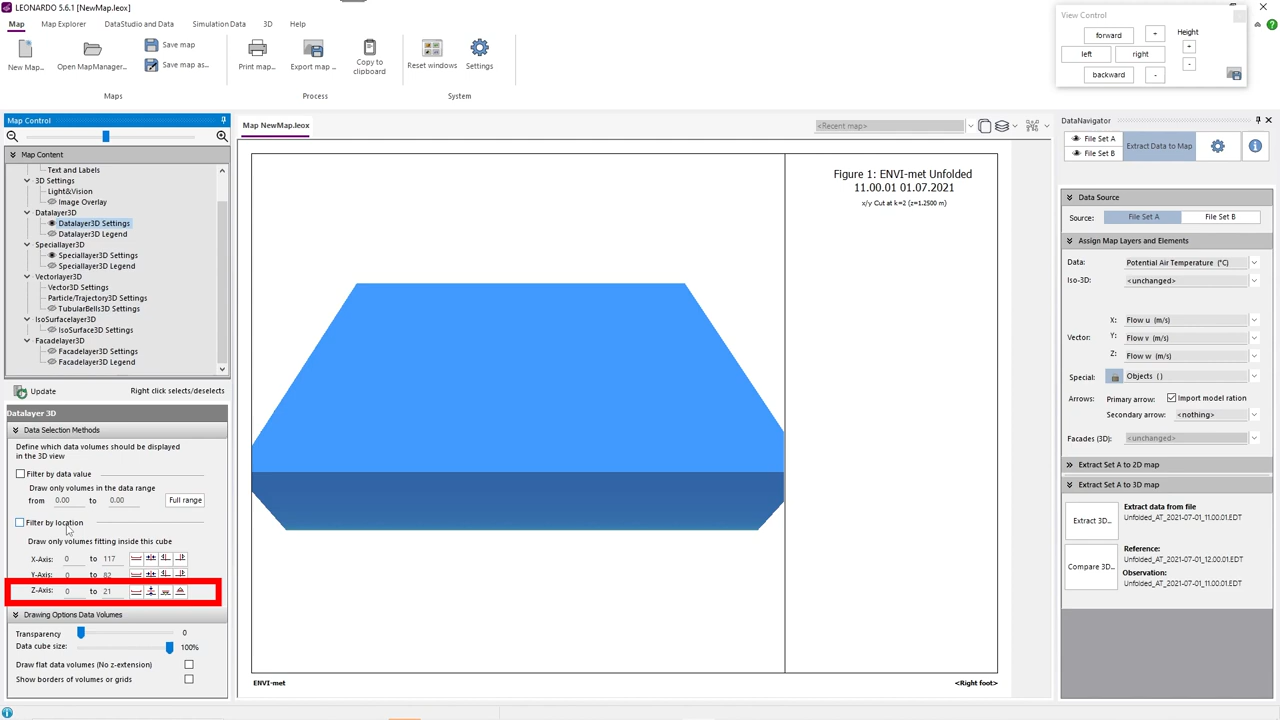 LEONARDO 5.6.1 [NewMap.leox]
Map
Map Explorer
DataStudio and Data
Simulation Data
3D
Help
New Map...
Open MapManager...
Save map
Save map as...
Maps
Print map...
Export map ...
Copy to
clipboard
Process
Reset windows
Settings
System
View Control
forward
+
Height
left
right
+
backward
-
-
Map Control
Map Content
Text and Labels
3D Settings
Light&Vision
Image Overlay
Datalayer3D
Datalayer3D Settings
Datalayer3D Legend
Speciallayer3D
Speciallayer3D Settings
Speciallayer3D Legend
Vectorlayer3D
Vector3D Settings
Particle/Trajectory3D Settings
TubularBells3D Settings
IsoSurfacelayer3D
IsoSurface3D Settings
Facadelayer3D
Facadelayer3D Settings
Facadelayer3D Legend
Update
Right click selects/deselects
Datalayer 3D
Data Selection Methods
Define which data volumes should be displayed
in the 3D view
Filter by data value
Draw only volumes in the data range
from 0.00 to 0.00 Full range
Filter by location
Draw only volumes fitting inside this cube
X-Axis: 0 to 117
Y-Axis: 0 to 82
Z-Axis: 0 to 21
Drawing Options Data Volumes
Transparency 0
Data cube size: 100%
Draw flat data volumes (No z-extension)
Show borders of volumes or grids
Map NewMap.leox
<Recent map>
Figure 1: ENVI-met Unfolded
11.00.01 01.07.2021
x/y Cut at k=2 (z=1.2500 m)
ENVI-met
<Right foot>
DataNavigator
File Set A
File Set B
Extract Data to Map
Data Source
Source: File Set A File Set B
Assign Map Layers and Elements
Data: Potential Air Temperature (°C)
Iso-3D: <unchanged>
X: Flow u (m/s)
Vector: Y: Flow v (m/s)
Z: Flow w (m/s)
Special: Objects ( )
Arrows: Primary arrow: Import model ration
Secondary arrow: <nothing>
Facades (3D): <unchanged>
Extract Set A to 2D map
Extract Set A to 3D map
Extract 3D...
Extract data from file
Unfolded_AT_2021-07-01_11.00.01.EDT
Compare 3D...
Reference:
Unfolded_AT_2021-07-01_12.00.01.EDT
Observation:
Unfolded_AT_2021-07-01_11.00.01.EDT